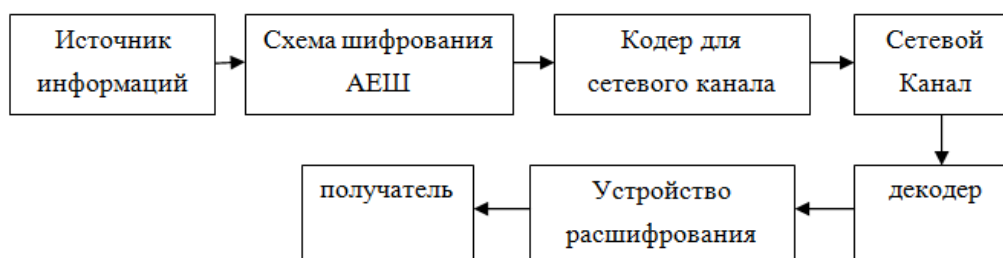 Источник
информаций
Схема шифрования
АЕШ
Кодер для
сетевого канала
Сетевой
Канал
получатель
Устройство
расшифрования
декодер